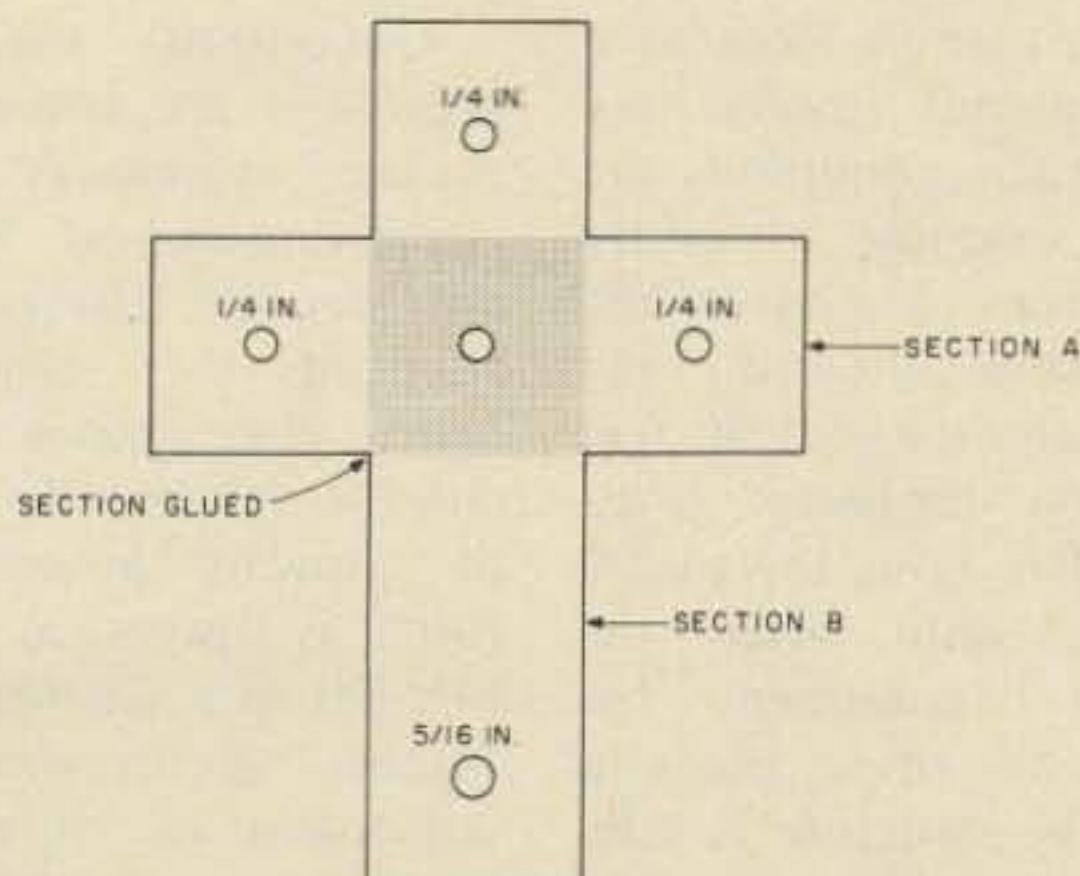 1/4 IN.
1/4 IN.
1/4 IN.
SECTION A
SECTION GLUED
SECTION B
5/16 IN.